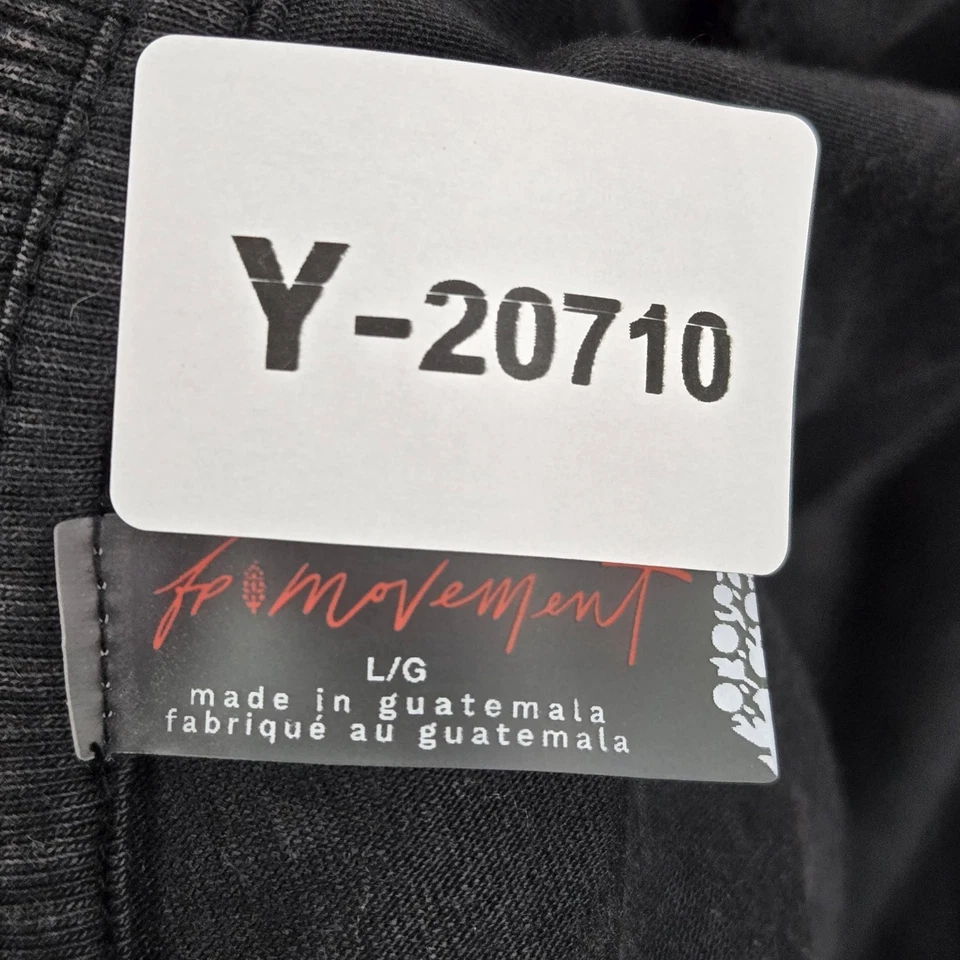 Y-20710
fp movement
L/G
made in guatemala
fabriqué au guatemala